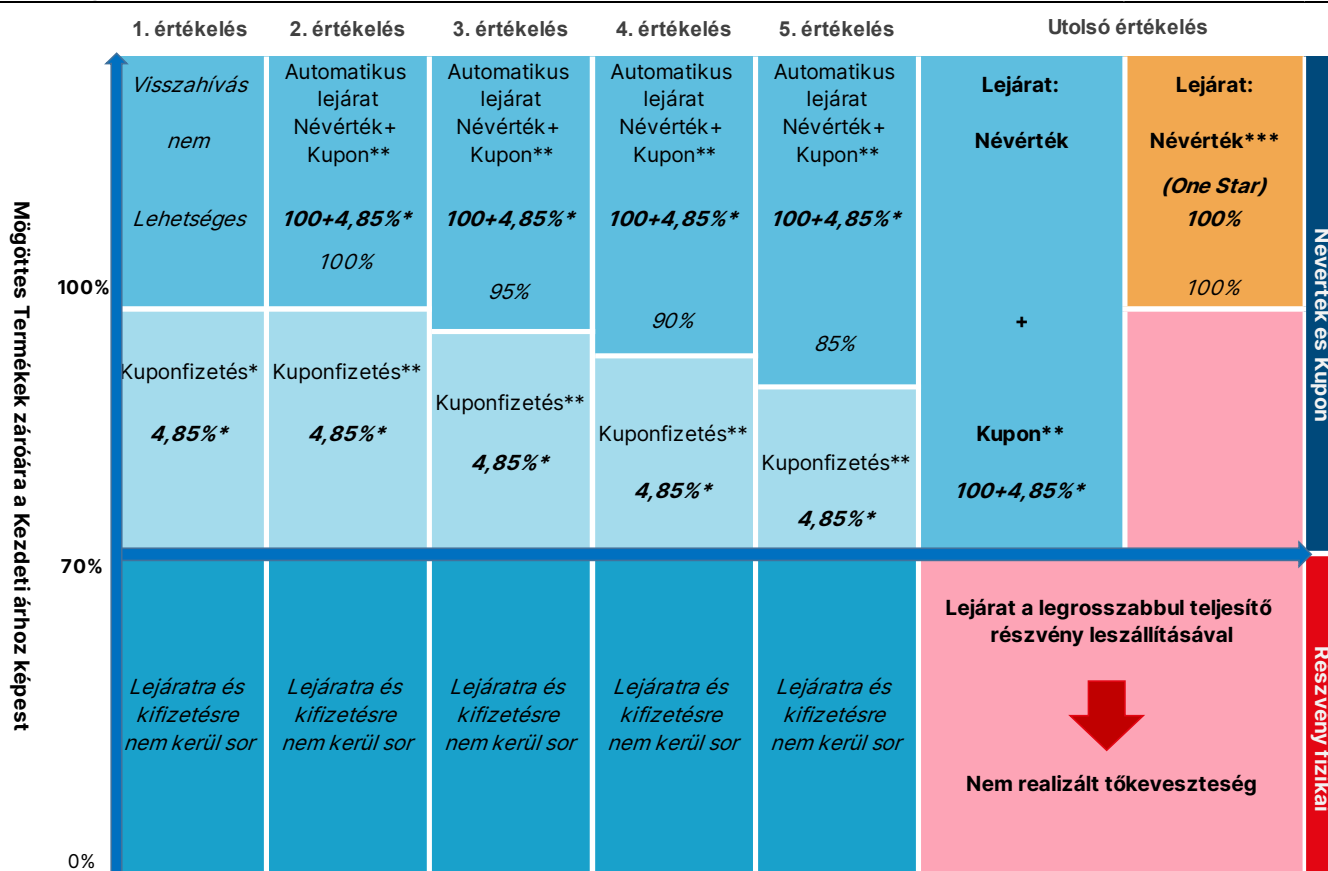 1. értékelés
2. értékelés
3. értékelés
4. értékelés
5. értékelés
Utolsó értékelés
Mögöttes Termékek záróára a Kezdeti árhoz képest
100%
70%
0%
Visszahívás
nem
Lehetséges
Kuponfizetés*
4,85%*
Lejáratra és
kifizetésre
nem kerül sor
Automatikus
lejárat
Névérték+
Kupon**
100+4,85%*
100%
Kuponfizetés**
4,85%*
Lejáratra és
kifizetésre
nem kerül sor
Automatikus
lejárat
Névérték+
Kupon**
100+4,85%*
95%
Kuponfizetés**
4,85%*
Lejáratra és
kifizetésre
nem kerül sor
Automatikus
lejárat
Névérték+
Kupon**
100+4,85%*
90%
Kuponfizetés**
4,85%*
Lejáratra és
kifizetésre
nem kerül sor
Automatikus
lejárat
Névérték+
Kupon**
100+4,85%*
85%
Kuponfizetés**
4,85%*
Lejáratra és
kifizetésre
nem kerül sor
Lejárat:
Névérték
+
Kupon**
100+4,85%*
Lejárat:
Névérték***
(One Star)
100%
100%
Lejárat a legrosszabbul teljesítő
részvény leszállításával
Nem realizált tőkeveszteség
Névérték és Kupon
Részvény fizikai